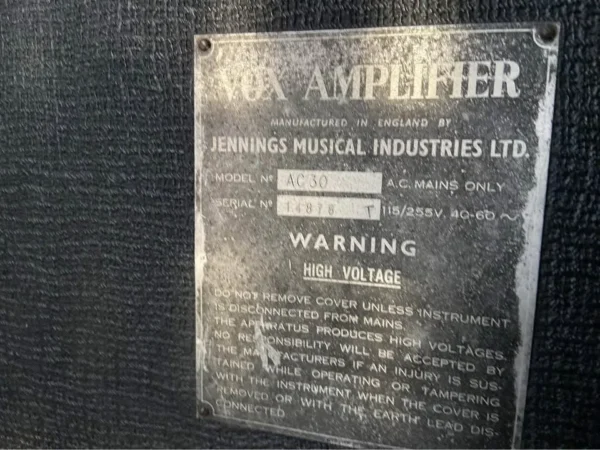 VOX AMPLIFIER
MANUFACTURED IN ENGLAND BY
JENNINGS MUSICAL INDUSTRIES LTD.
MODEL Nº AC30 A.C. MAINS ONLY
SERIAL Nº 14878 T 115/255V. 40-60 ~
WARNING
HIGH VOLTAGE
DO NOT REMOVE COVER UNLESS INSTRUMENT
IS DISCONNECTED FROM MAINS.
THE APPARATUS PRODUCES HIGH VOLTAGES.
NO RESPONSIBILITY WILL BE ACCEPTED BY
THE MANUFACTURERS IF AN INJURY IS SUS-
TAINED WHILE OPERATING OR TAMPERING
WITH THE INSTRUMENT WHEN THE COVER IS
REMOVED OR WITH THE EARTH LEAD DIS-
CONNECTED